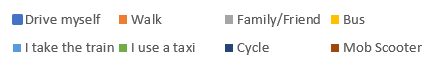 Drive myself Walk Family/Friend Bus
I take the train I use a taxi Cycle Mob Scooter